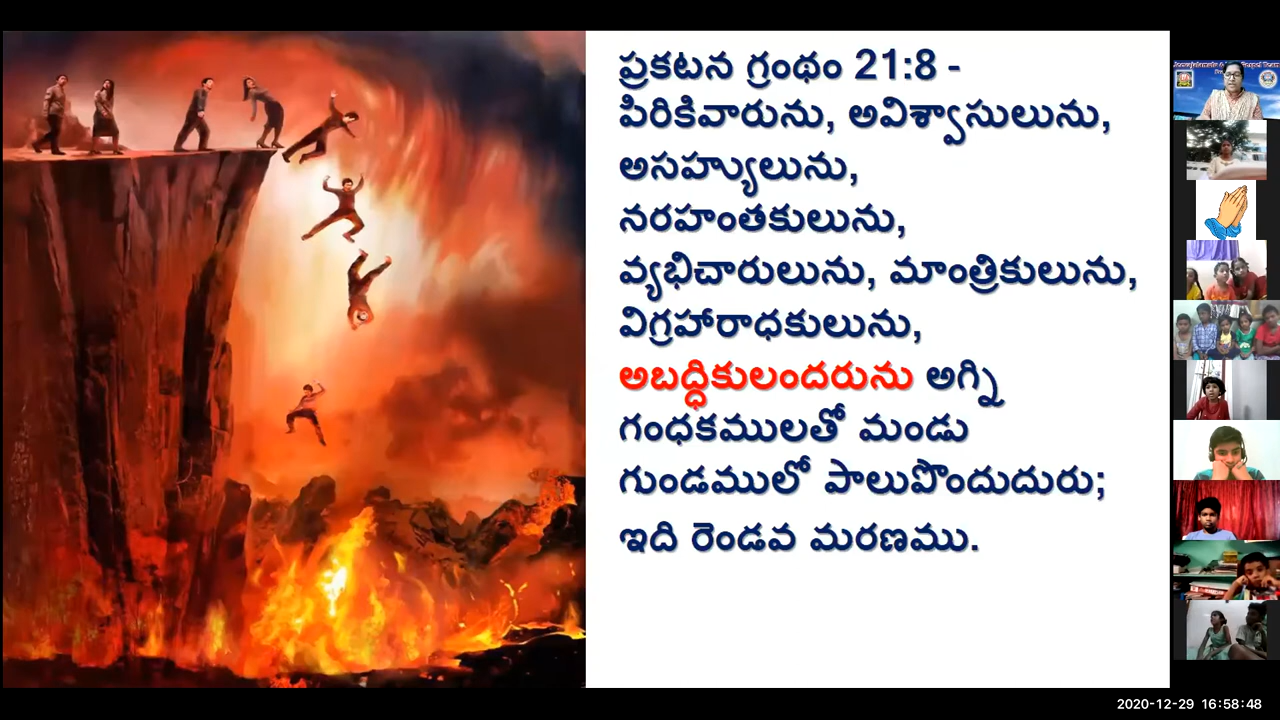 ప్రకటన గ్రంథం 21:8 -
పిరికివారును, అవిశ్వాసులును,
అసహ్యులును,
నరహంతకులును,
వ్యభిచారులును, మాంత్రికులును,
విగ్రహారాధకులును,
అబద్ధికులందరును అగ్ని
గంధకములతో మండు
గుండములో పాలుపొందుదురు;
ఇది రెండవ మరణము.
2020-12-29 16:58:48